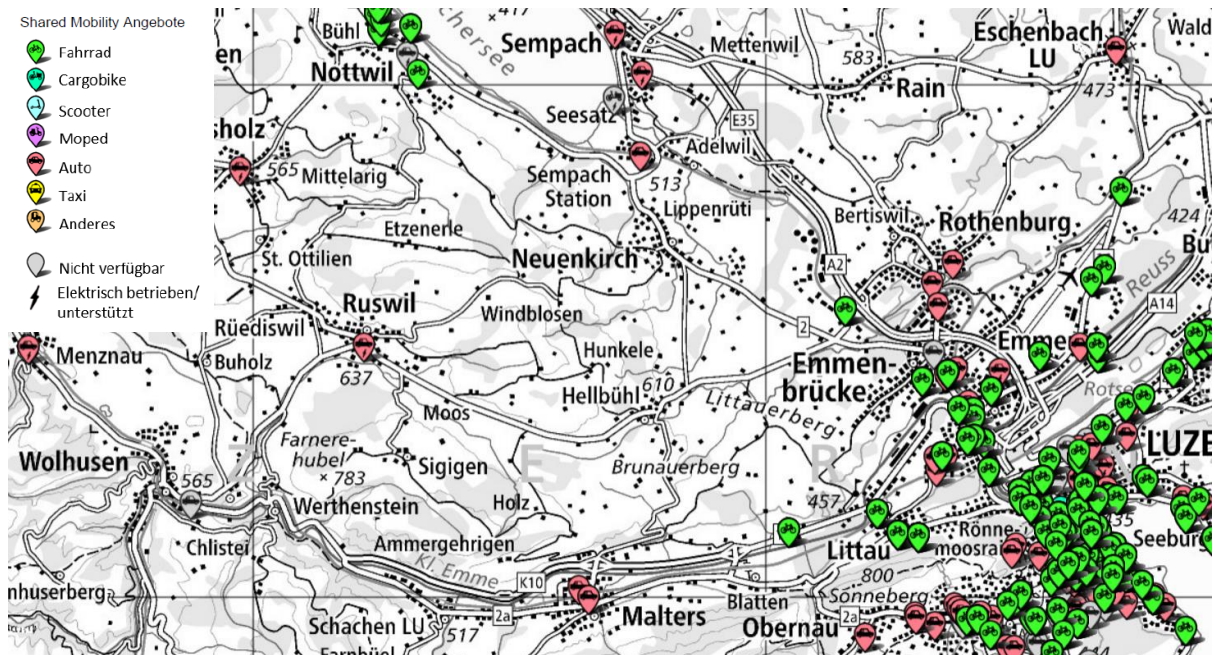 Shared Mobility Angebote
Fahrrad
Cargobike
Scooter
Moped
Auto
Taxi
Anderes
Nicht verfügbar
Elektrisch betrieben/
unterstützt
Bühl
417
Sempach
Mettenwil
Eschenbach
LU
Wald
Nottwil
583
Rain
473
Seesatz
E35
Adelwil
sholz
565
Mittelarig
Sempach
Station
513
Lippenrüti
Bertiswil
Rothenburg
424
Etzenerle
St. Ottilien
Neuenkirch
A2
Reuss
A14
Ruswil
Windblosen
2
Rüediswil
Hunkele
Emmen-
brücke
Menznau
Buholz
637
610
Hellbühl
Littauerberg
Moos
Farnere-
hubel
783
Z
E
R
LUZE
Wolhusen
Sigigen
Brunauerberg
565
Holz
457
Werthenstein
Chlistei
Ammergehrigen
Kl. Emme
K10
Littau
Rönne-
moosra
Seeburg
800
Sonneberg
nhuserberg
2a
Malters
Blatten
Obernau
2a
Schachen LU
517